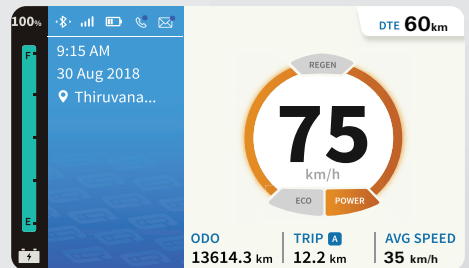 100%
F
E
9:15 AM
30 Aug 2018
Thiruvana...
DTE 60km
REGEN
75
km/h
ECO POWER
ODO TRIP A AVG SPEED
13614.3 km 12.2 km 35 km/h